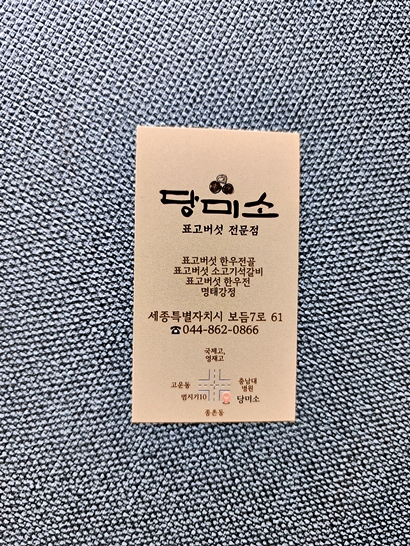 당미소
표고버섯 전문점
표고버섯 한우전골
표고버섯 소고기석갈비
표고버섯 한우전
명태강정
세종특별자치시 보듬7로 61
☎044-862-0866
국제고,
영재고
고운동
충남대
병원
범지기10
당미소
종촌동